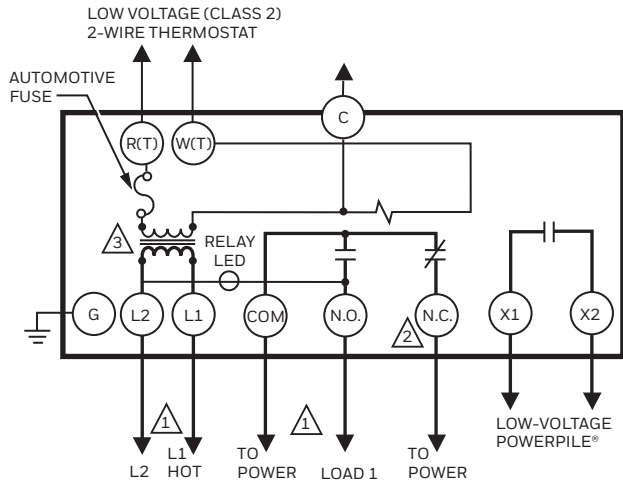 LOW VOLTAGE (CLASS 2)
2-WIRE THERMOSTAT
AUTOMOTIVE
FUSE
C
R(T)
W(T)
3
RELAY
LED
G
L2
L1
COM
N.O.
2
N.C.
X1
X2
1
1
L2
L1
HOT
TO
POWER
LOAD 1
TO
POWER
LOW-VOLTAGE
POWERPILE®